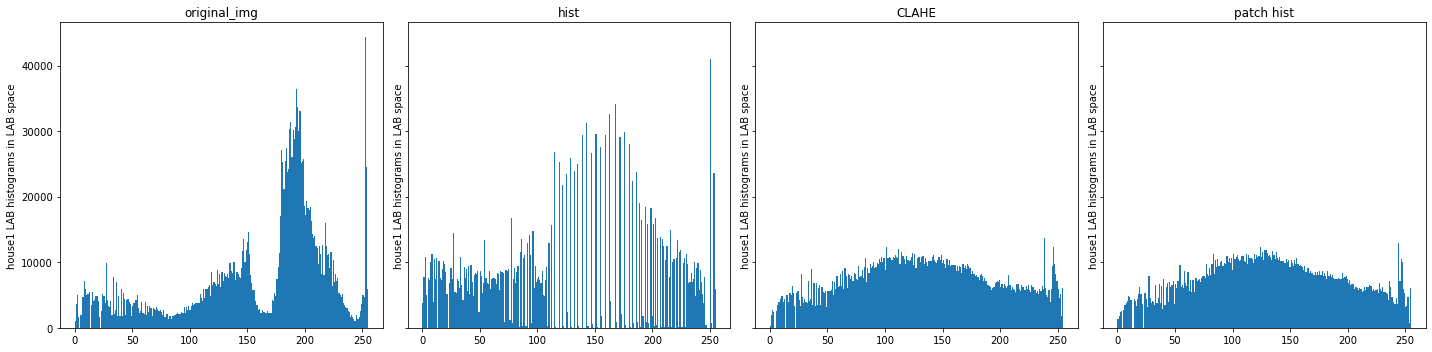 original_img
hist
CLAHE
patch hist
house1 LAB histograms in LAB space
house1 LAB histograms in LAB space
house1 LAB histograms in LAB space
house1 LAB histograms in LAB space
40000
30000
20000
10000
0
0 50 100 150 200 250
0 50 100 150 200 250
0 50 100 150 200 250
0 50 100 150 200 250